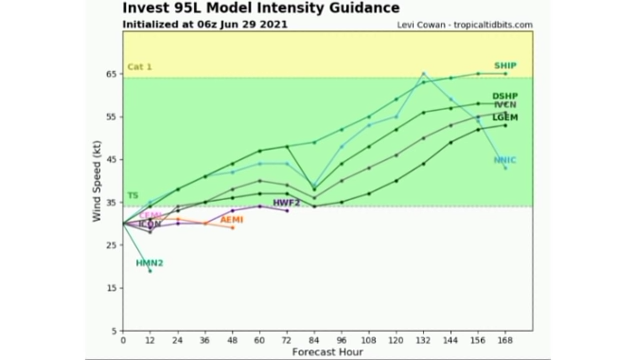 Invest 95L Model Intensity Guidance
Initialized at 06z Jun 29 2021
Levi Cowan - tropicaltidbits.com
Cat 1
SHIP
65
DSHP
IVCN
55
LGEM
Wind Speed (kt)
45
NNIC
35
TS
HWF2
CEMI
AEMI
ICON
25
HMN2
15
5
0 12 24 36 48 60 72 84 96 108 120 132 144 156 168
Forecast Hour